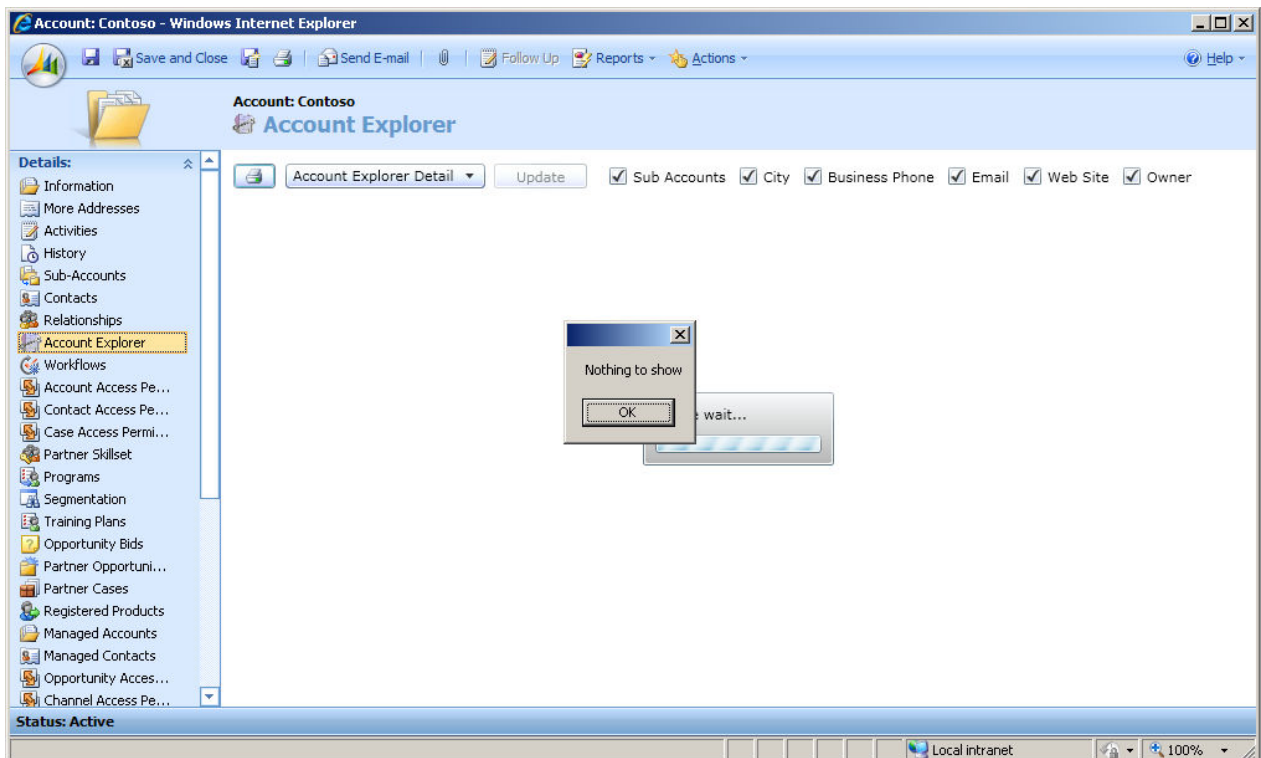 Account: Contoso - Windows Internet Explorer
Save and Close Send E-mail Follow Up Reports Actions Help
Account: Contoso
Account Explorer
Details:
Information
More Addresses
Activities
History
Sub-Accounts
Contacts
Relationships
Account Explorer
Workflows
Account Access Pe...
Contact Access Pe...
Case Access Permi...
Partner Skillset
Programs
Segmentation
Training Plans
Opportunity Bids
Partner Opportuni...
Partner Cases
Registered Products
Managed Accounts
Managed Contacts
Opportunity Acces...
Channel Access Pe...
Account Explorer Detail Update Sub Accounts City Business Phone Email Web Site Owner
Nothing to show
OK
wait...
Status: Active
Local intranet 100%